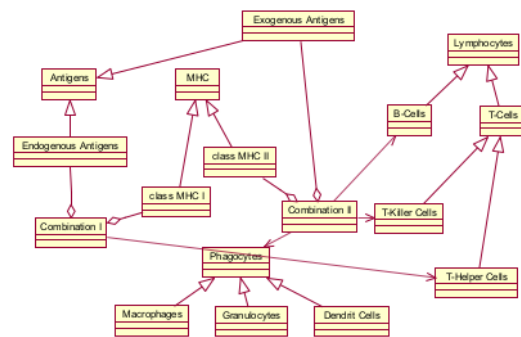 Exogenous Antigens
Lymphocytes
Antigens
MHC
B-Cells
T-Cells
Endogenous Antigens
class MHC II
class MHC I
Combination I
Combination II
T-Killer Cells
Phagocytes
T-Helper Cells
Macrophages
Granulocytes
Dendrit Cells